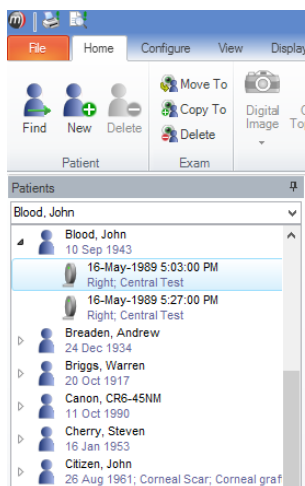 File Home Configure View Display
Find New Delete
Move To
Copy To
Delete
Digital
Image
Patient Exam
Patients
Blood, John
Blood, John
10 Sep 1943
16-May-1989 5:03:00 PM
Right; Central Test
16-May-1989 5:27:00 PM
Right; Central Test
Breaden, Andrew
24 Dec 1934
Briggs, Warren
20 Oct 1917
Canon, CR6-45NM
11 Oct 1990
Cherry, Steven
16 Jan 1953
Citizen, John
26 Aug 1961; Corneal Scar; Corneal graf